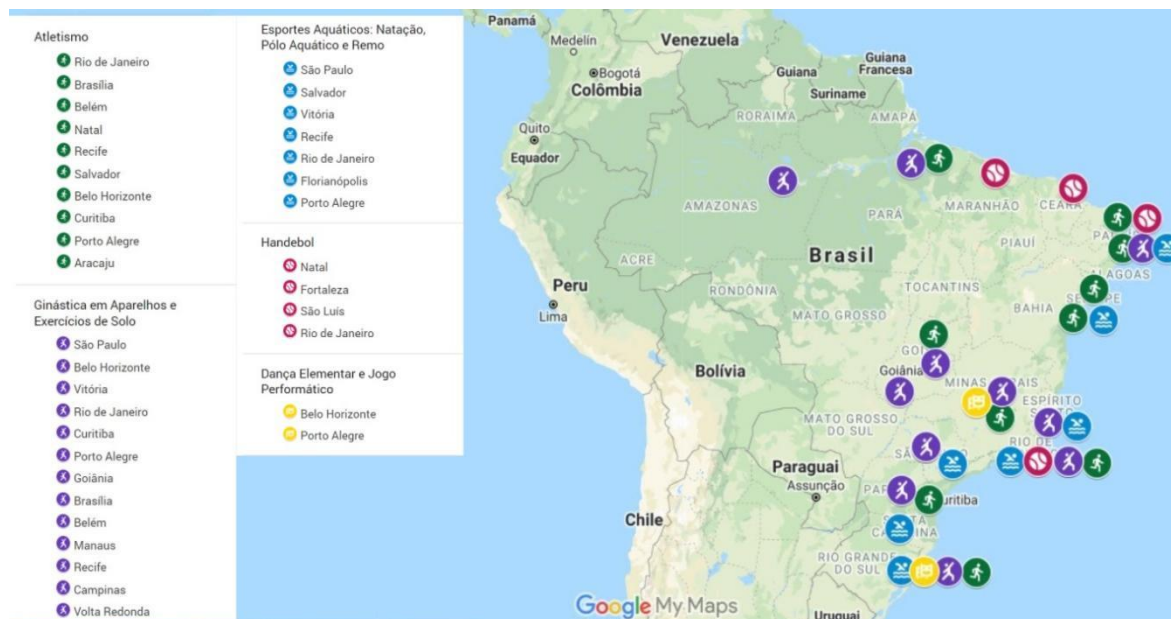 Atletismo
Rio de Janeiro
Brasília
Belém
Natal
Recife
Salvador
Belo Horizonte
Curitiba
Porto Alegre
Aracaju
Ginástica em Aparelhos e
Exercícios de Solo
São Paulo
Belo Horizonte
Vitória
Rio de Janeiro
Curitiba
Porto Alegre
Goiânia
Brasília
Belém
Manaus
Recife
Campinas
Volta Redonda
Esportes Aquáticos: Natação,
Pólo Aquático e Remo
São Paulo
Salvador
Vitória
Recife
Rio de Janeiro
Florianópolis
Porto Alegre
Handebol
Natal
Fortaleza
São Luís
Rio de Janeiro
Dança Elementar e Jogo
Performático
Belo Horizonte
Porto Alegre
Panamá
Medelín
Venezuela
Bogotá
Colômbia
Guiana
Guiana
Francesa
Suriname
RORAIMA
AMAPÁ
Quito
Equador
AMAZONAS
PARÁ
MARANHÃO
CEARÁ
PIAUÍ
ACRE
Brasil
Peru
Lima
RONDÔNIA
TOCANTINS
ALAGOAS
BAHIA
MATO GROSSO
Bolívia
Goiânia
MINAS
ESPÍRITO
MATO GROSSO
DO SUL
RIO DE
Paraguai
Assunção
Chile
RIO GRANDE
DO SUL
Uruguai
Google My Maps